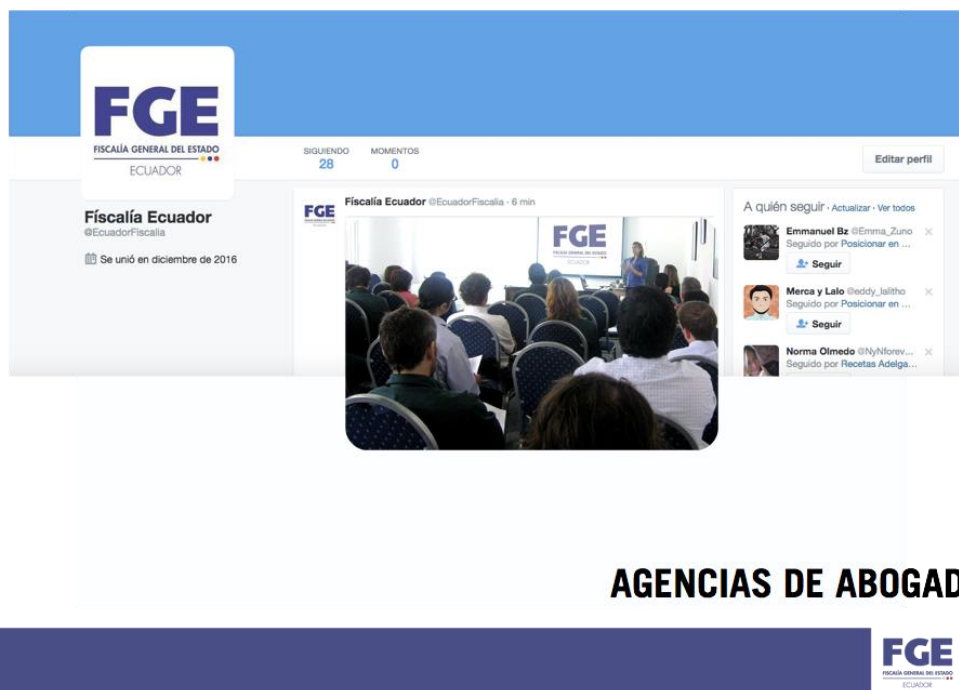 FGE
FISCALÍA GENERAL DEL ESTADO
ECUADOR
SIGUIENDO MOMENTOS
28 0
Editar perfil
Físcalía Ecuador
@EcuadorFiscalia
Se unió en diciembre de 2016
FGE
Físcalía Ecuador @EcuadorFiscalia · 6 min
FGE
FISCALÍA GENERAL DEL ESTADO
ECUADOR
A quién seguir · Actualizar · Ver todos
Emmanuel Bz @Emma_Zuno
Seguido por Posicionar en ...
Seguir
Merca y Lalo @eddy_lalitho
Seguido por Posicionar en ...
Seguir
Norma Olmedo @NyNforev...
Seguido por Recetas Adelga...
AGENCIAS DE ABOGAD
FGE
FISCALÍA GENERAL DEL ESTADO
ECUADOR